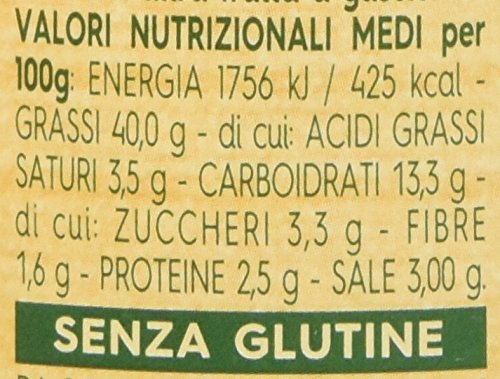 VALORI NUTRIZIONALI MEDI per
100g: ENERGIA 1756 kJ / 425 kcal -
GRASSI 40,0 g - di cui: ACIDI GRASSI
SATURI 3,5 g - CARBOIDRATI 13,3 g -
di cui: ZUCCHERI 3,3 g - FIBRE
1,6 g - PROTEINE 2,5 g - SALE 3,00 g.
SENZA GLUTINE